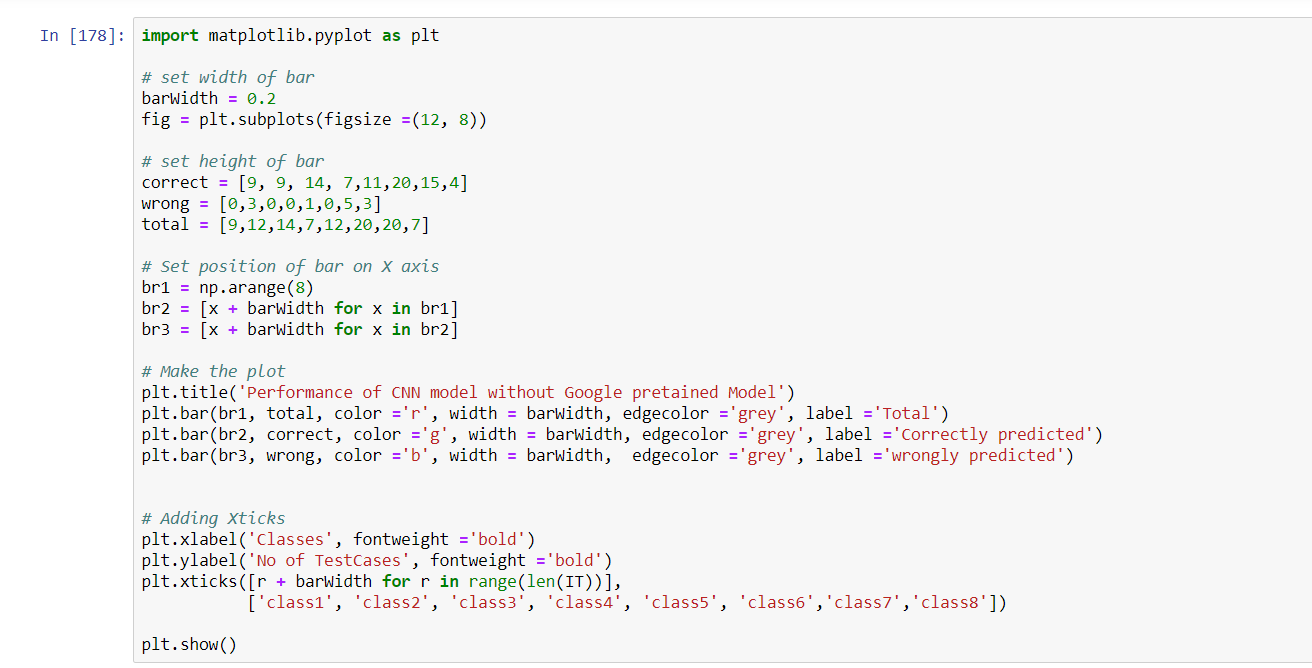 In [178]: import matplotlib.pyplot as plt
# set width of bar
barWidth = 0.2
fig = plt.subplots(figsize =(12, 8))
# set height of bar
correct = [9, 9, 14, 7,11,20,15,4]
wrong = [0,3,0,0,1,0,5,3]
total = [9,12,14,7,12,20,20,7]
# Set position of bar on X axis
br1 = np.arange(8)
br2 = [x + barWidth for x in br1]
br3 = [x + barWidth for x in br2]
# Make the plot
plt.title('Performance of CNN model without Google pretained Model')
plt.bar(br1, total, color ='r', width = barWidth, edgecolor ='grey', label ='Total')
plt.bar(br2, correct, color ='g', width = barWidth, edgecolor ='grey', label ='Correctly predicted')
plt.bar(br3, wrong, color ='b', width = barWidth,  edgecolor ='grey', label ='wrongly predicted')
# Adding Xticks
plt.xlabel('Classes', fontweight ='bold')
plt.ylabel('No of TestCases', fontweight ='bold')
plt.xticks([r + barWidth for r in range(len(IT))],
           ['class1', 'class2', 'class3', 'class4', 'class5', 'class6','class7','class8'])
plt.show()